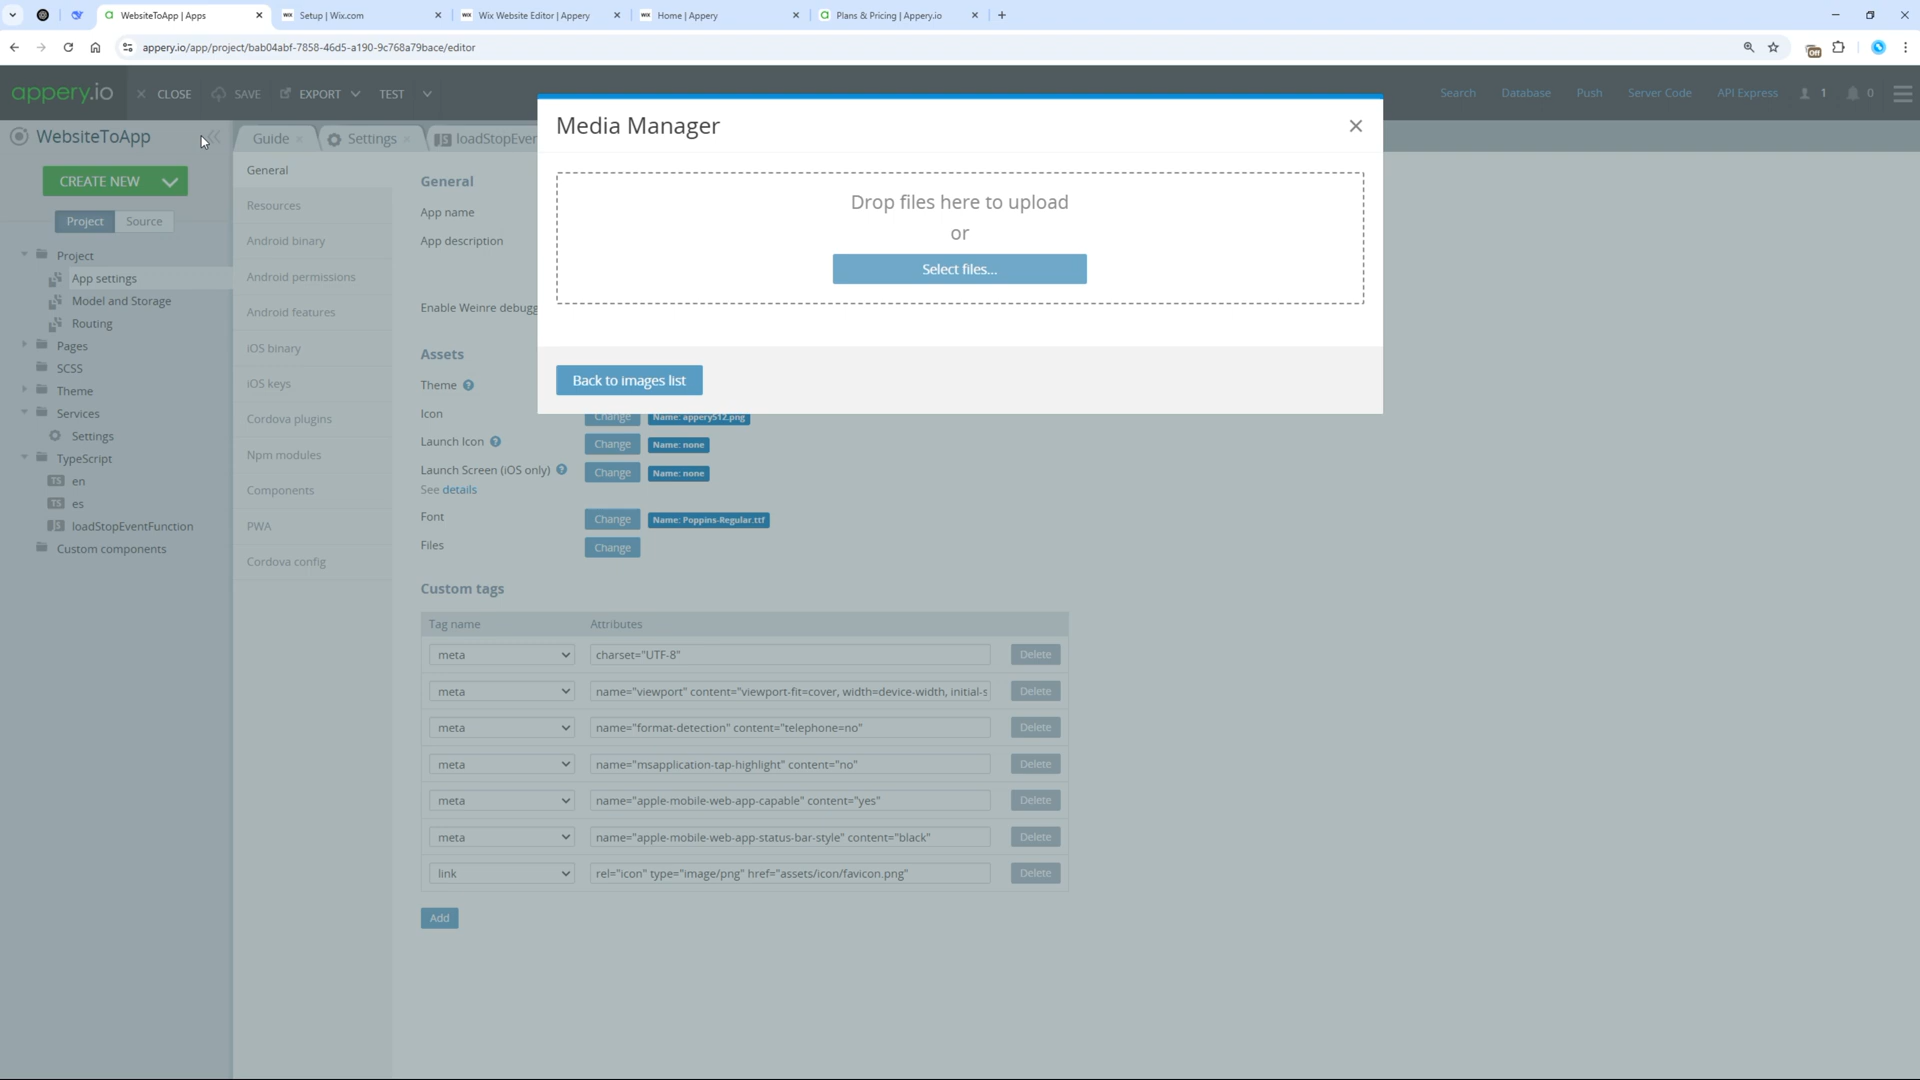 WebsiteToApp | Apps
Setup | Wix.com
Wix Website Editor | Appery
Home | Appery
Plans & Pricing | Appery.io
appery.io/app/project/bab04abf-7858-46d5-a190-9c768a79bace/editor
Off
appery.io
CLOSE
SAVE
EXPORT
TEST
Search
Database
Push
Server Code
API Express
1
0
WebsiteToApp
CREATE NEW
Project
Source
Project
App settings
Model and Storage
Routing
Pages
SCSS
Theme
Services
Settings
TypeScript
TS en
TS es
loadStopEventFunction
Custom components
Guide
Settings
loadStopEven
General
Resources
Android binary
Android permissions
Android features
iOS binary
iOS keys
Cordova plugins
Npm modules
Components
PWA
Cordova config
Media Manager
Drop files here to upload
or
Select files...
Back to images list
General
App name
App description
Enable Weinre debugg
Assets
Theme ?
Icon Change Name: appery512.png
Launch Icon ? Change Name: none
Launch Screen (iOS only) ? Change Name: none
See details
Font Change Name: Poppins-Regular.ttf
Files Change
Custom tags
Tag name Attributes
meta charset="UTF-8" Delete
meta name="viewport" content="viewport-fit=cover, width=device-width, initial-s Delete
meta name="format-detection" content="telephone=no" Delete
meta name="msapplication-tap-highlight" content="no" Delete
meta name="apple-mobile-web-app-capable" content="yes" Delete
meta name="apple-mobile-web-app-status-bar-style" content="black" Delete
link rel="icon" type="image/png" href="assets/icon/favicon.png" Delete
Add